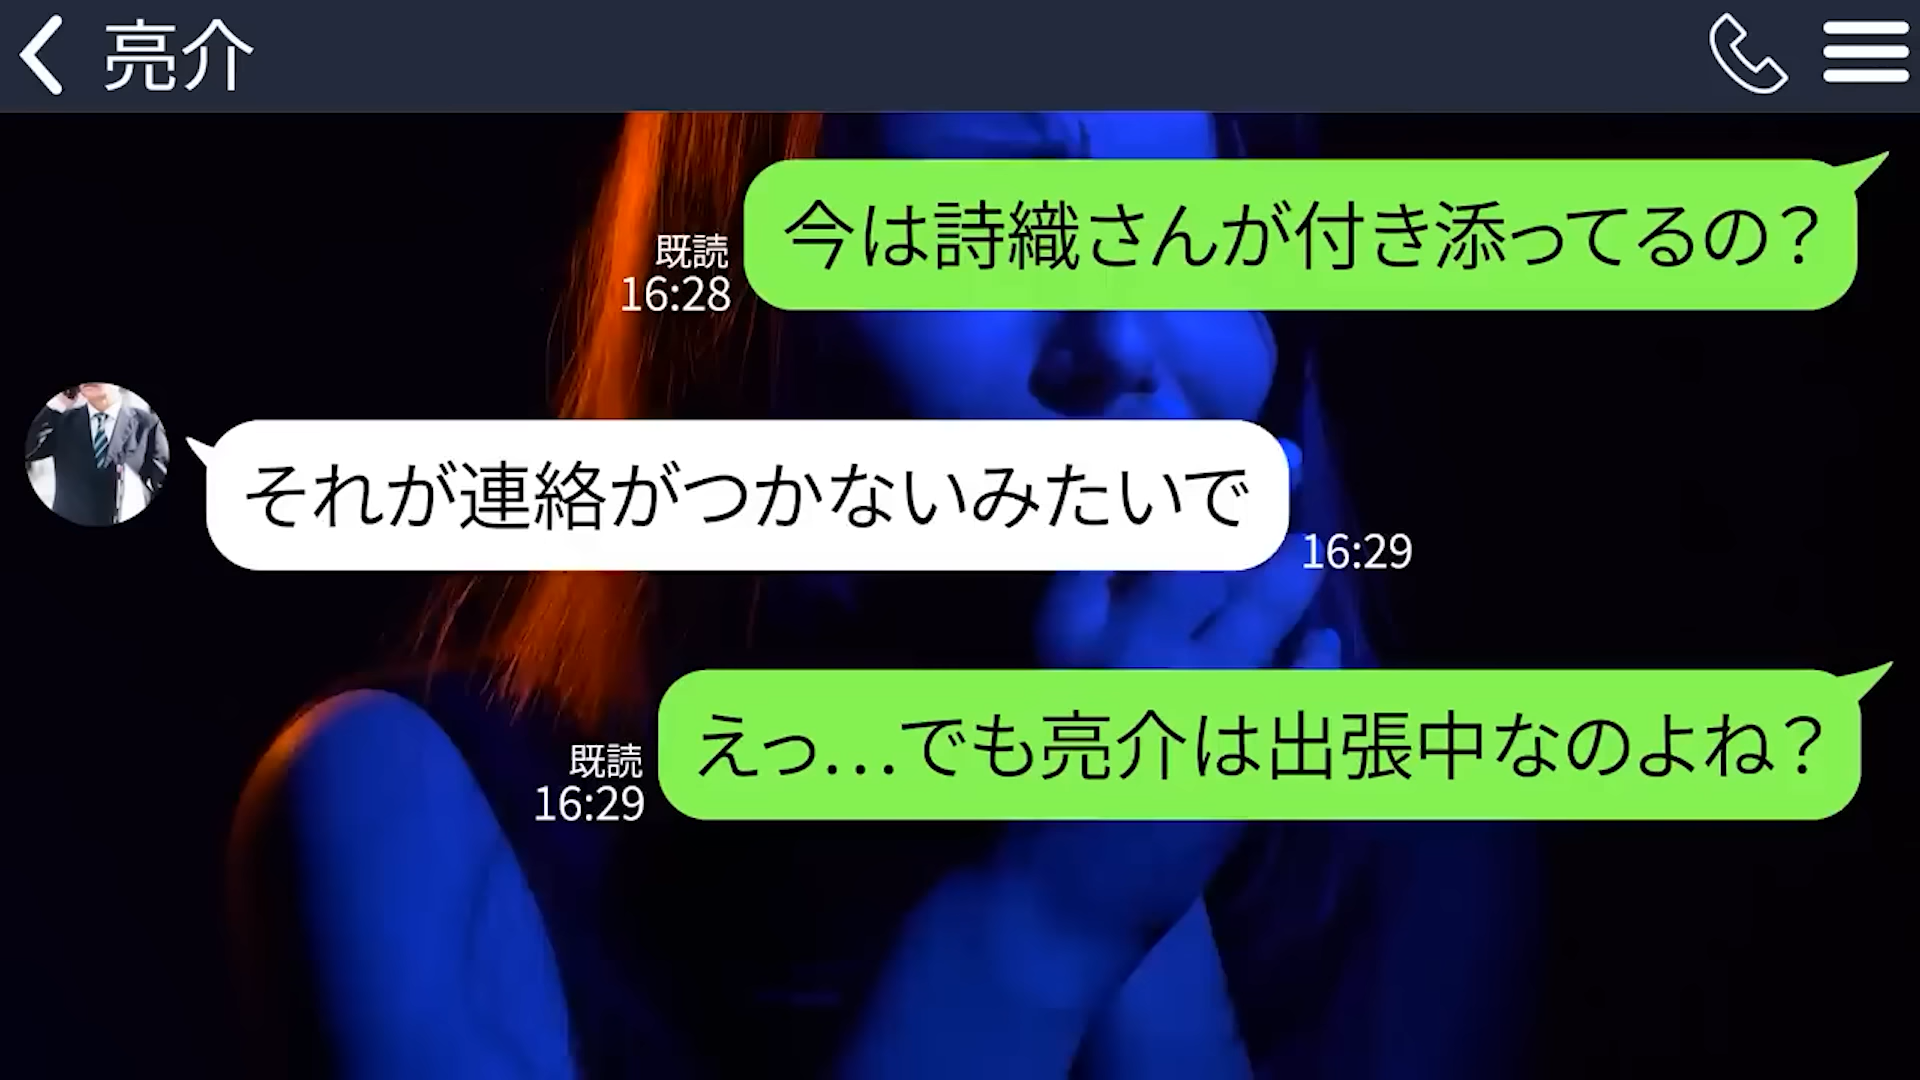 亮介
今は詩織さんが付き添ってるの？
既読
16:28
それが連絡がつかないみたいで
16:29
えっ…でも亮介は出張中なのよね？
既読
16:29